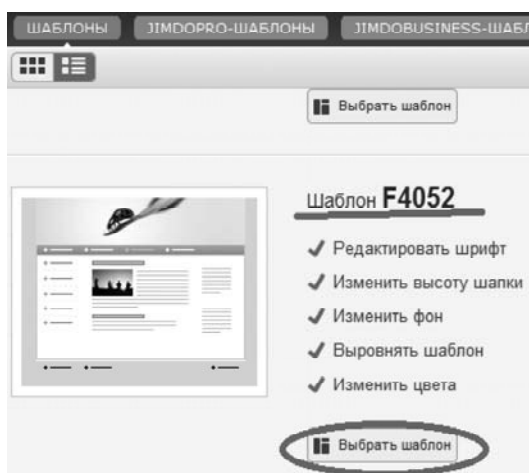 ШАБЛОНЫ JIMDOPRO-ШАБЛОНЫ JIMDOBUSINESS-ШАБЛ
Выбрать шаблон
Шаблон F4052
Редактировать шрифт
Изменить высоту шапки
Изменить фон
Выровнять шаблон
Изменить цвета
Выбрать шаблон